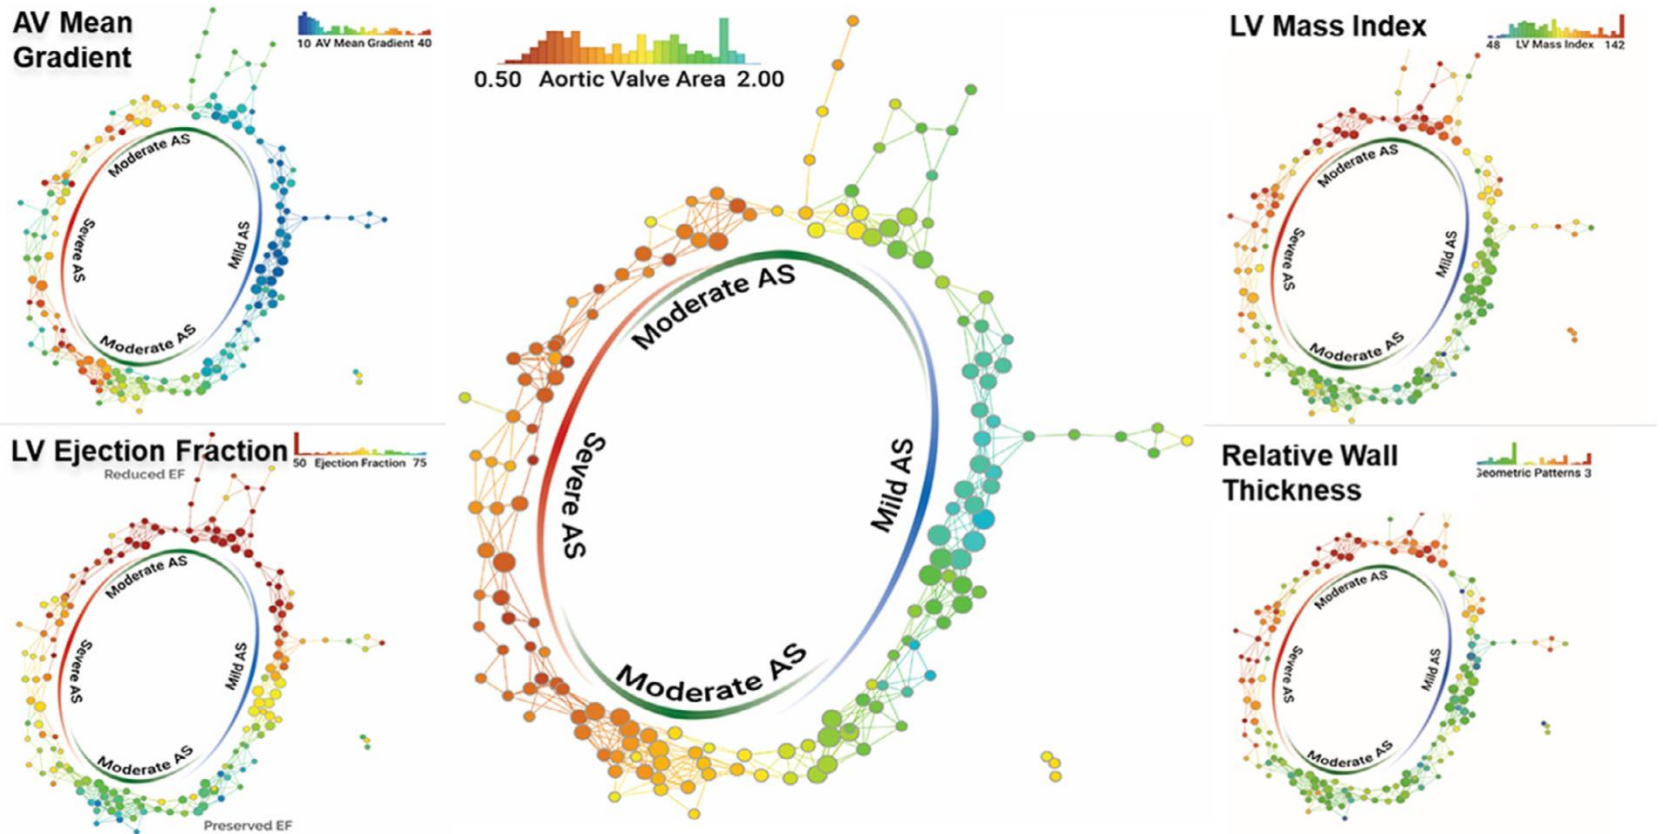 AV Mean
Gradient
10 AV Mean Gradient 40
Moderate AS
Severe AS
Mild AS
Moderate AS
LV Ejection Fraction
50 Ejection Fraction 75
Reduced EF
Moderate AS
Severe AS
Mild AS
Moderate AS
Preserved EF
0.50 Aortic Valve Area 2.00
Moderate AS
Severe AS
Mild AS
Moderate AS
LV Mass Index
48 LV Mass Index 142
Moderate AS
Severe AS
Mild AS
Moderate AS
Relative Wall
Thickness
Geometric Patterns 3
Moderate AS
Severe AS
Mild AS
Moderate AS